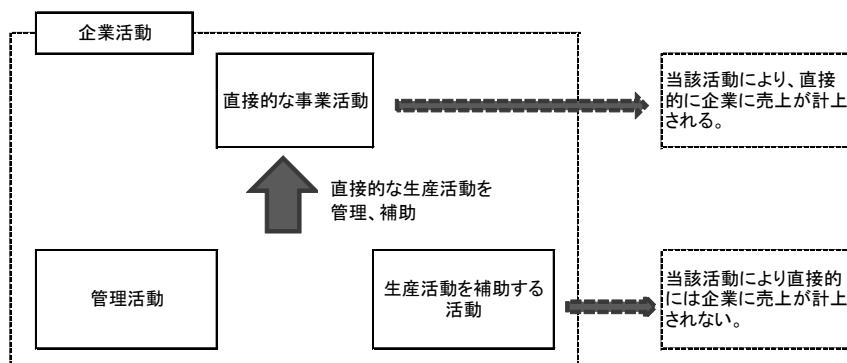 企業活動
直接的な事業活動
当該活動により、直接
的に企業に売上が計上
される。
直接的な生産活動を
管理、補助
管理活動
生産活動を補助する
活動
当該活動により直接的
には企業に売上が計上
されない。